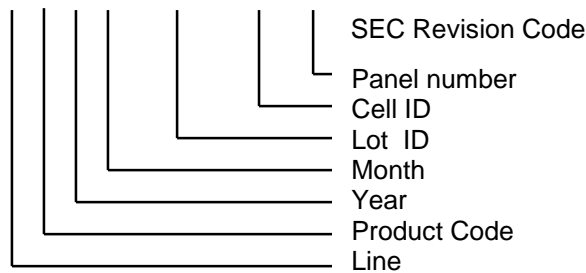 SEC Revision Code
Panel number
Cell ID
Lot ID
Month
Year
Product Code
Line